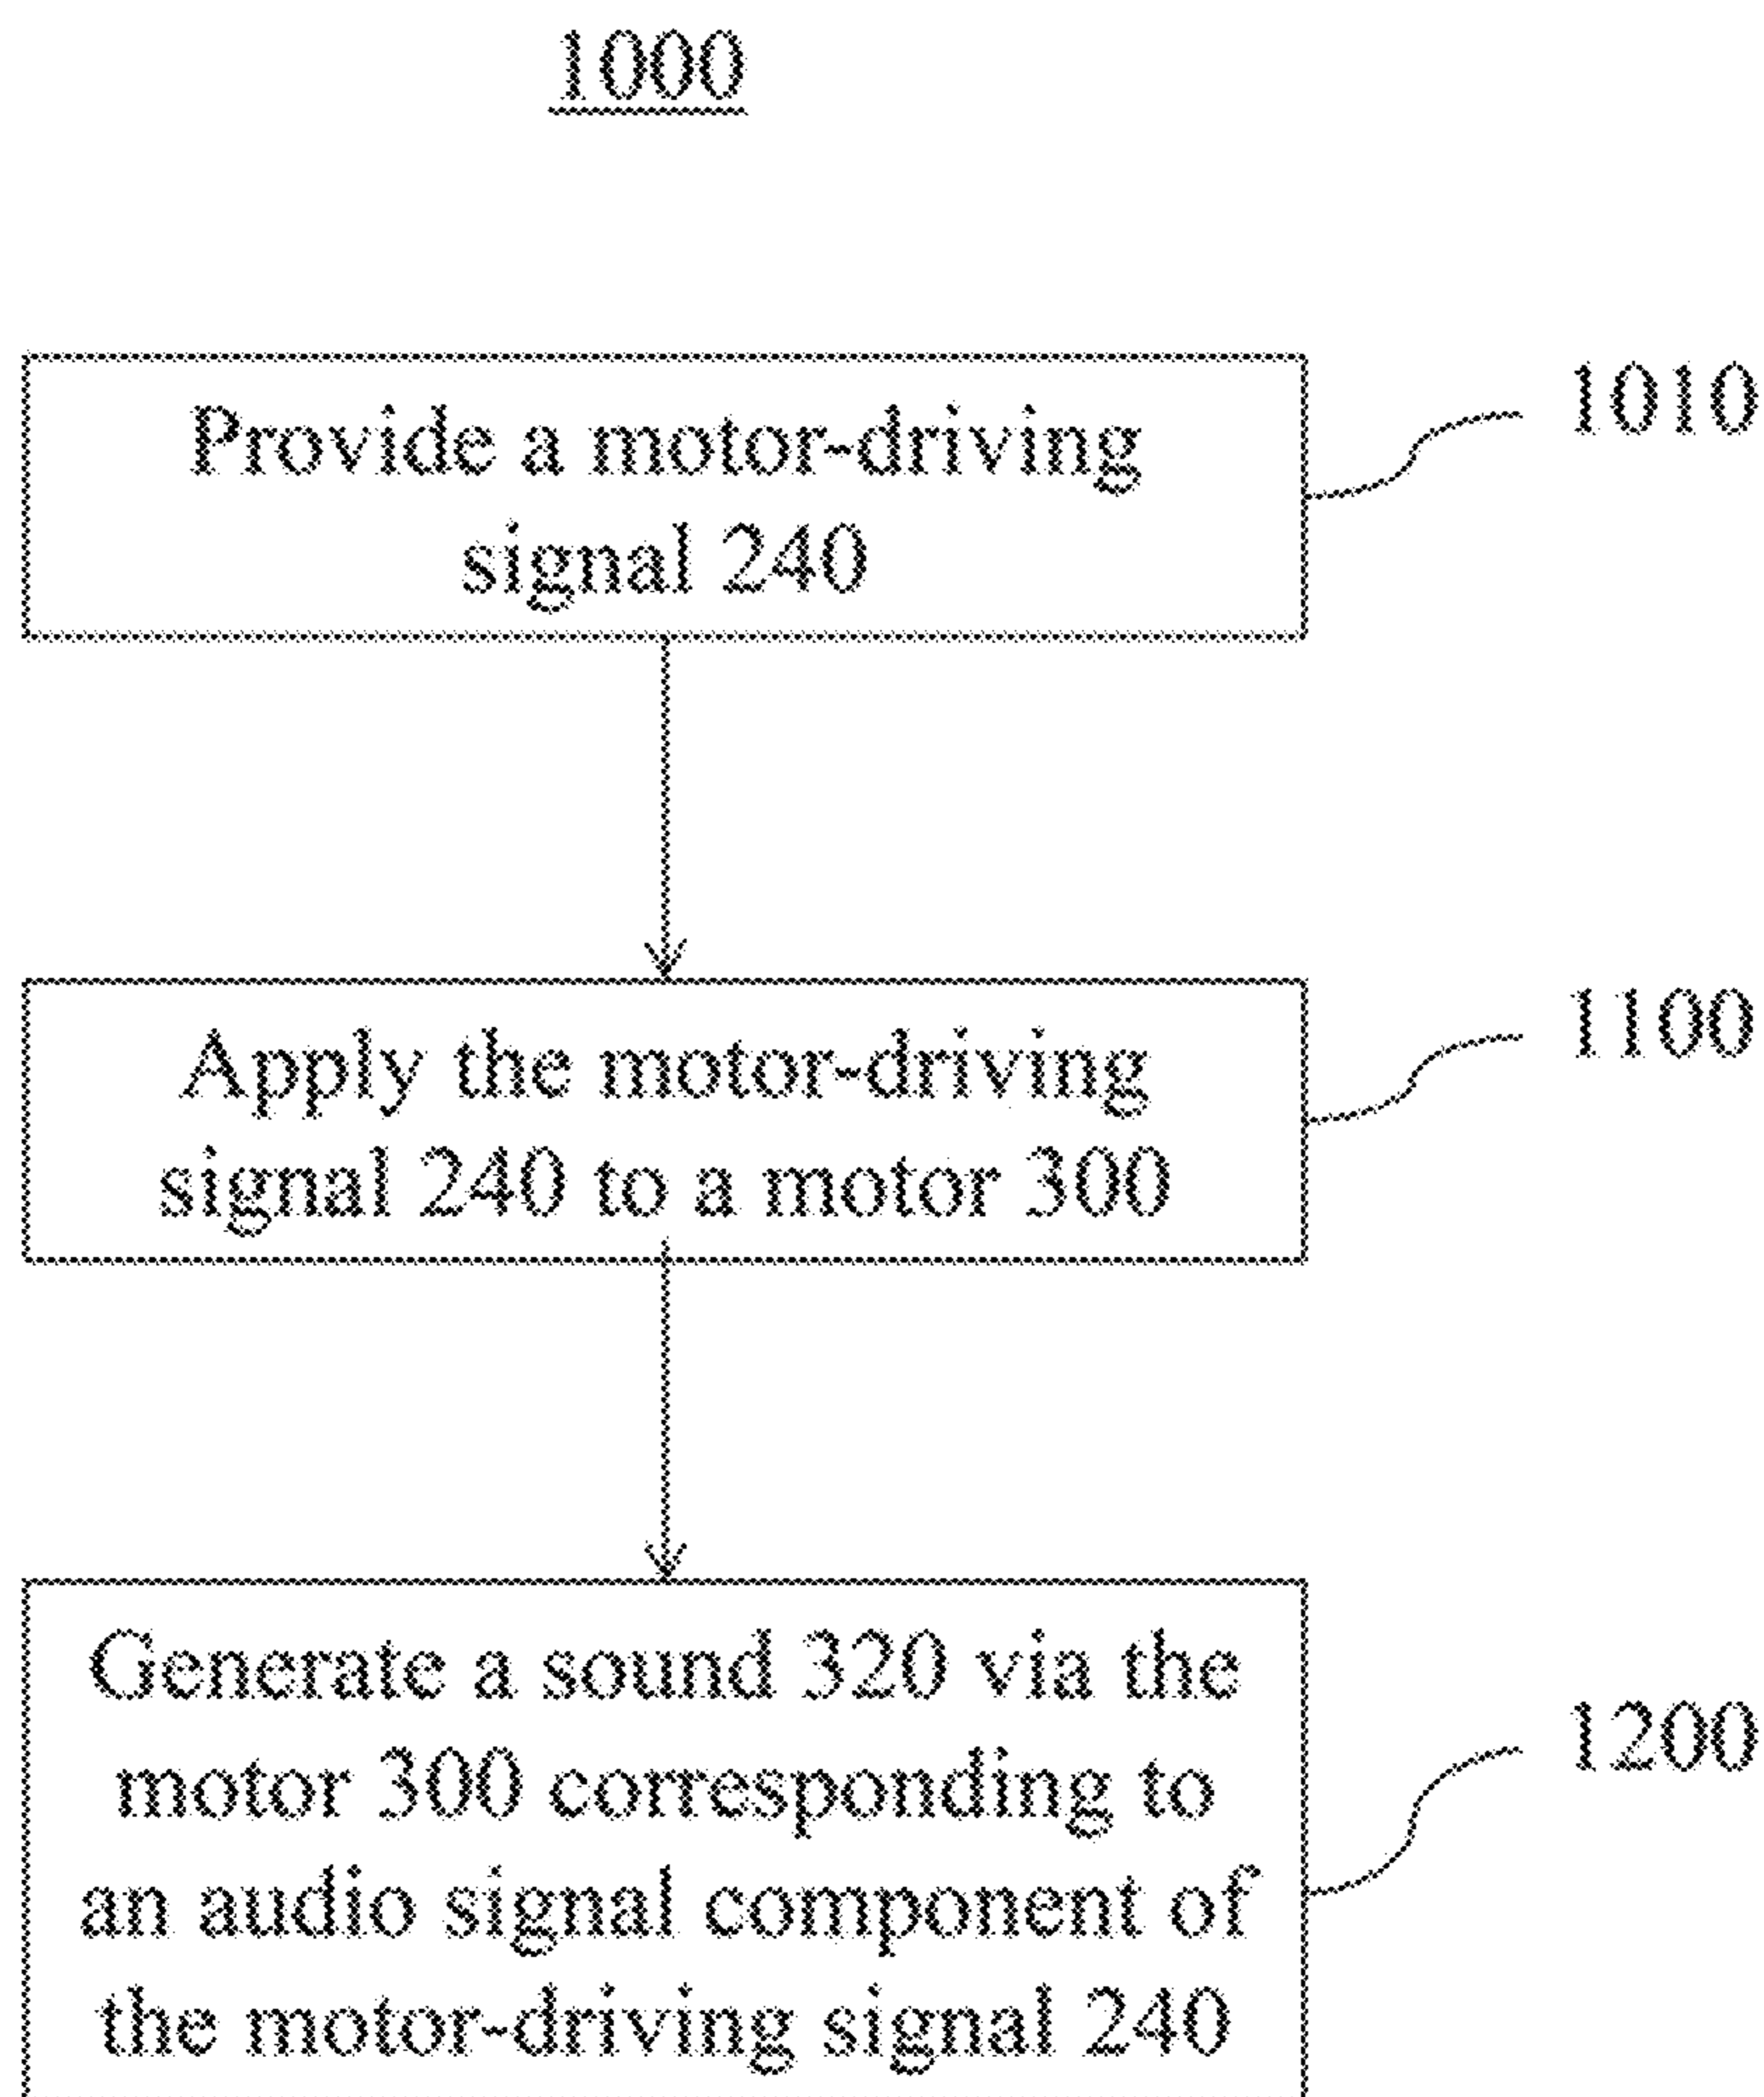 1000
Provide a motor-driving
signal 240
1010
Apply the motor-driving
signal 240 to a motor 300
1100
Generate a sound 320 via the
motor 300 corresponding to
an audio signal component of
the motor-driving signal 240
1200